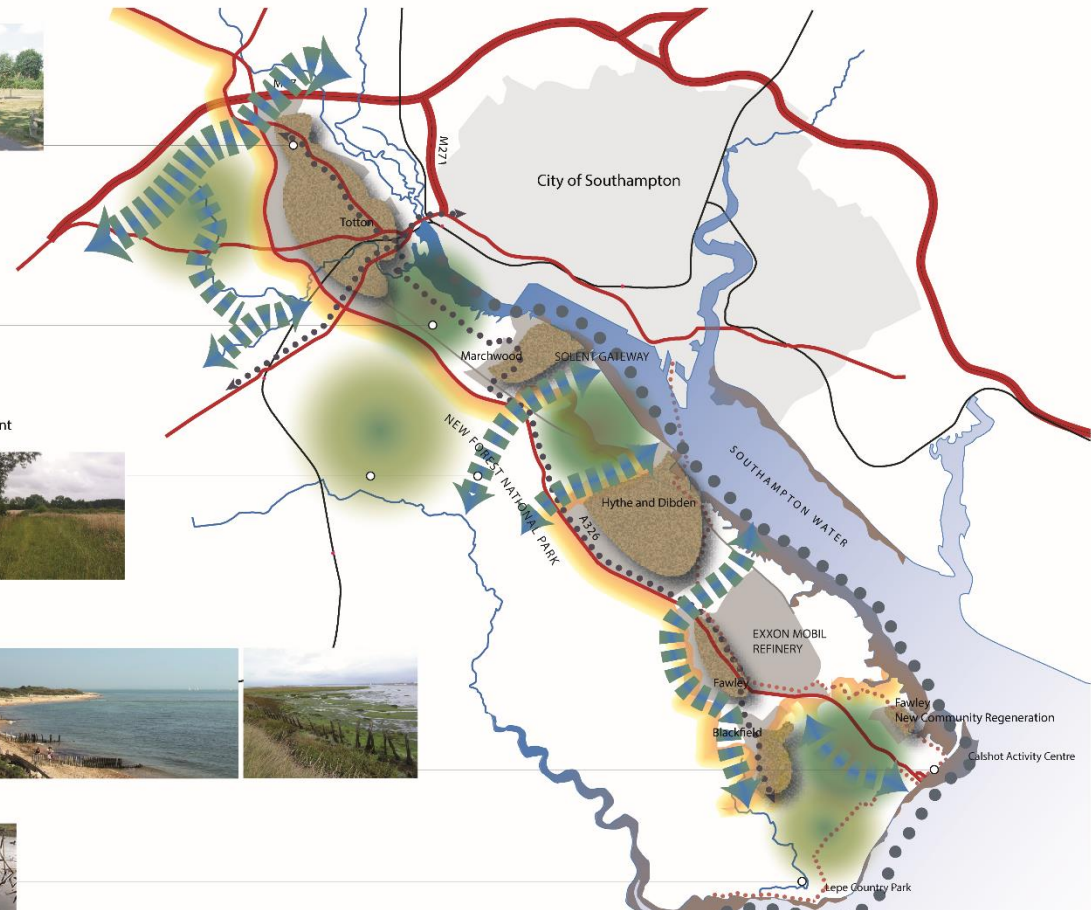 M27
M271
City of Southampton
Totton
Marchwood
SOLENT GATEWAY
NEW FOREST NATIONAL PARK
SOUTHAMPTON WATER
Hythe and Dibden
A326
EXXON MOBIL
REFINERY
Fawley
Fawley
New Community Regeneration
Blackfield
Calshot Activity Centre
Lepe Country Park